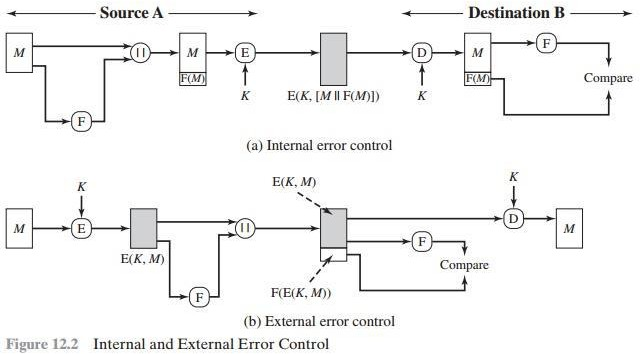 Source A
Destination B
M
||
M
F(M)
E
K
E(K, [M || F(M)])
D
K
M
F(M)
F
Compare
F
(a) Internal error control
K
M
E
E(K, M)
F
||
E(K, M)
F(E(K, M))
F
Compare
K
D
M
(b) External error control
Figure 12.2 Internal and External Error Control